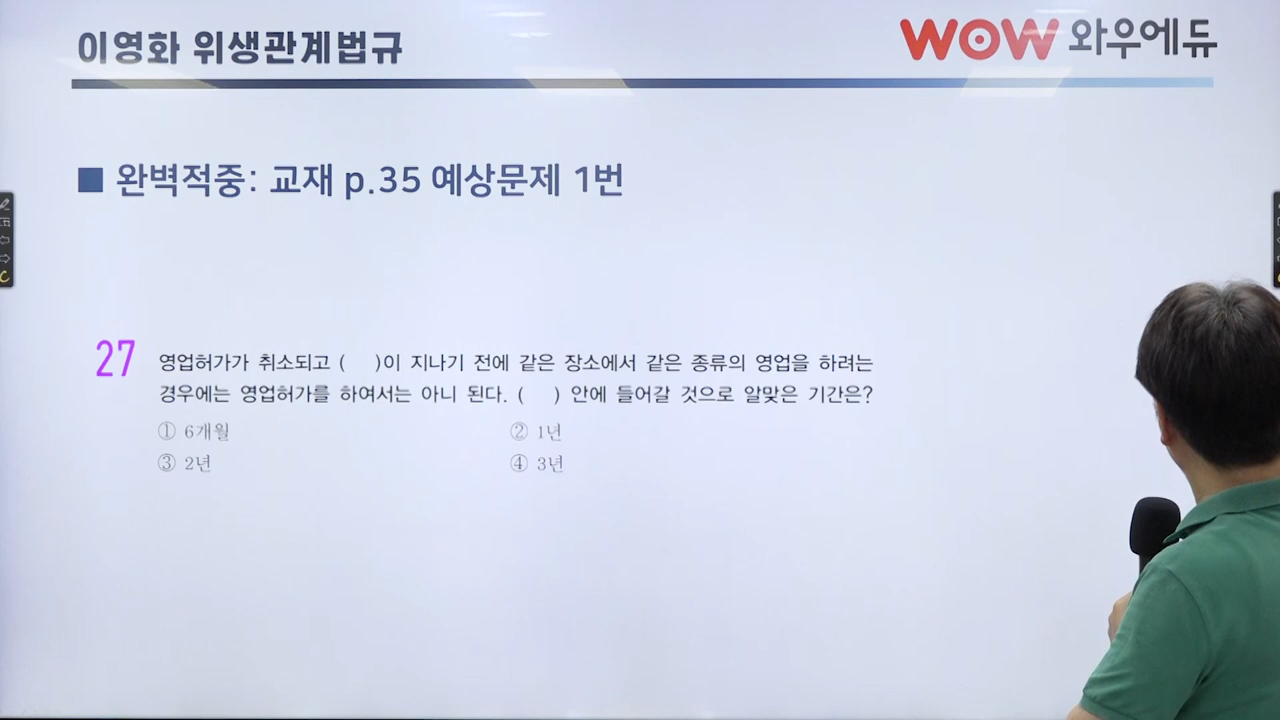 이영화 위생관계법규
WOW 와우에듀
■ 완벽적중: 교재 p.35 예상문제 1번
27 영업허가가 취소되고 (   )이 지나기 전에 같은 장소에서 같은 종류의 영업을 하려는
경우에는 영업허가를 하여서는 아니 된다. (   ) 안에 들어갈 것으로 알맞은 기간은?
① 6개월 ② 1년
③ 2년 ④ 3년